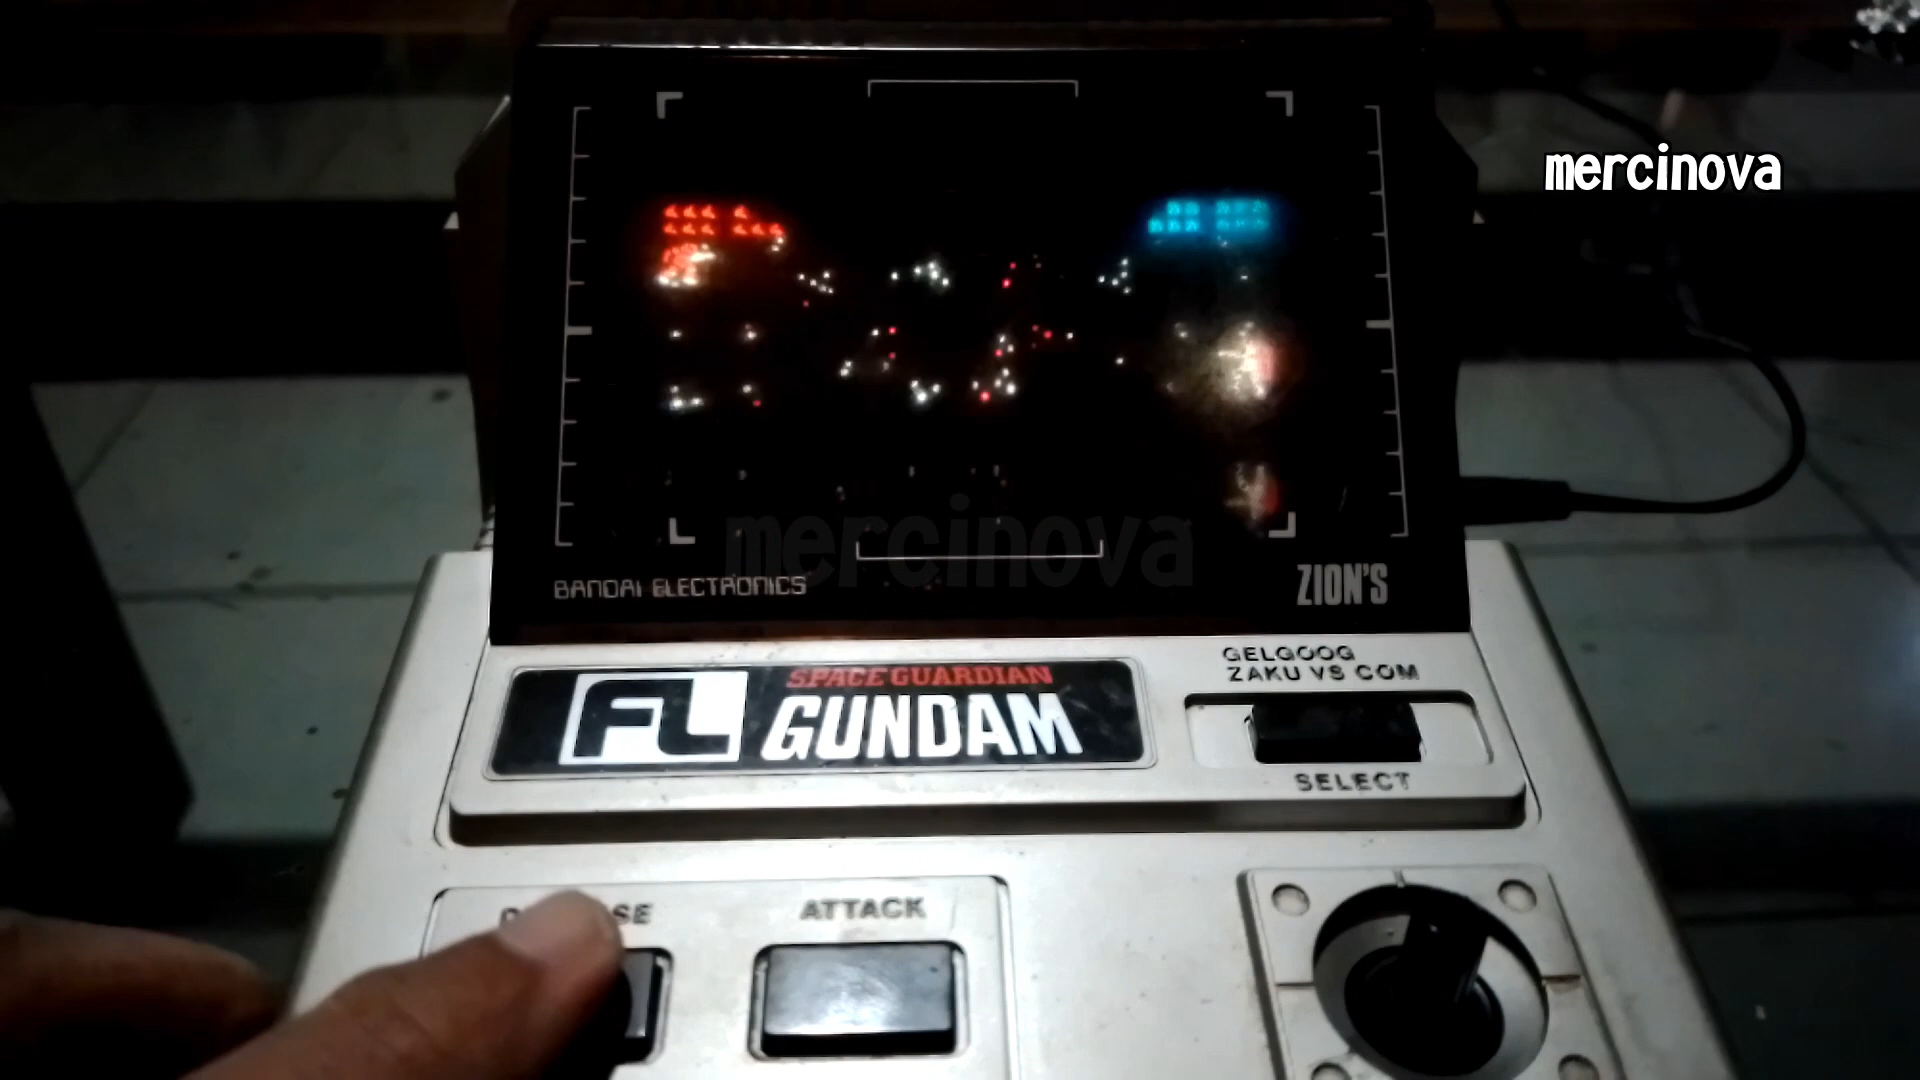 mercinova
mercinova
BANDAI ELECTRONICS
ZION'S
FL
SPACE GUARDIAN
GUNDAM
GELGOOG
ZAKU VS COM
SELECT
ATTACK